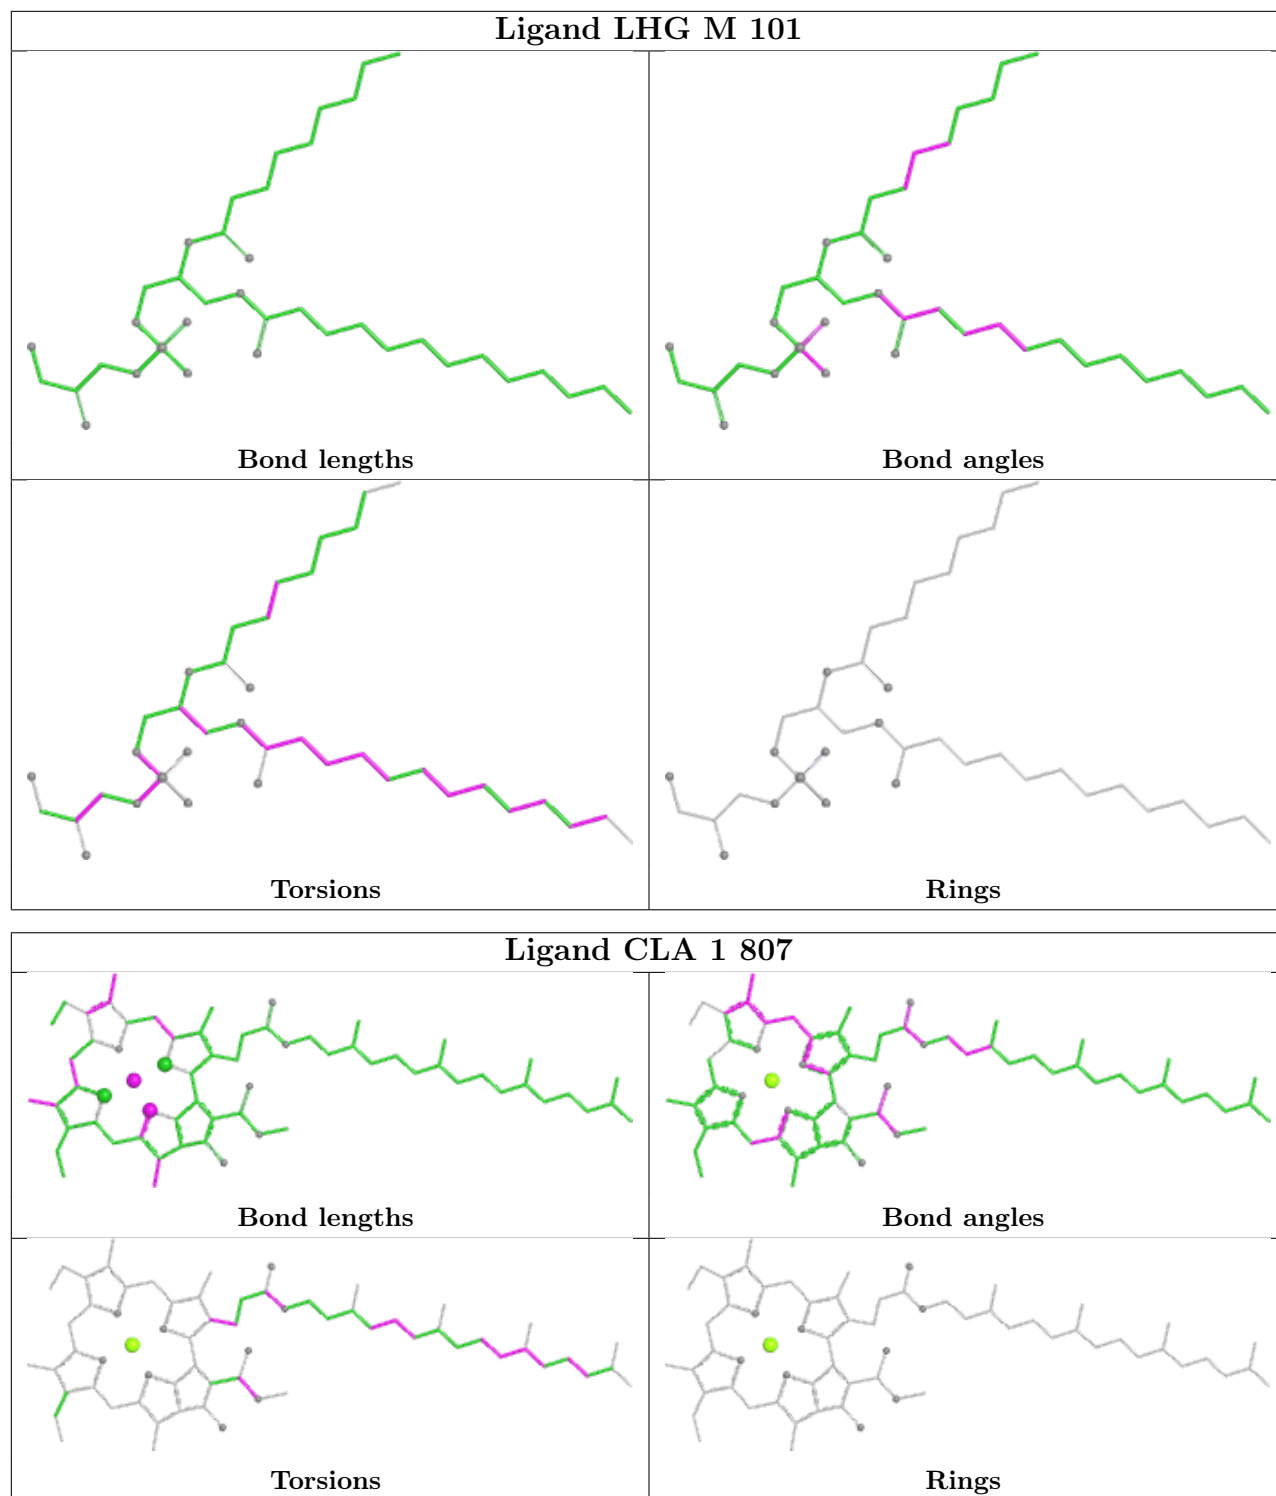 Ligand LHG M 101
Bond lengths
Bond angles
Torsions
Rings
Ligand CLA 1 807
Bond lengths
Bond angles
Torsions
Rings